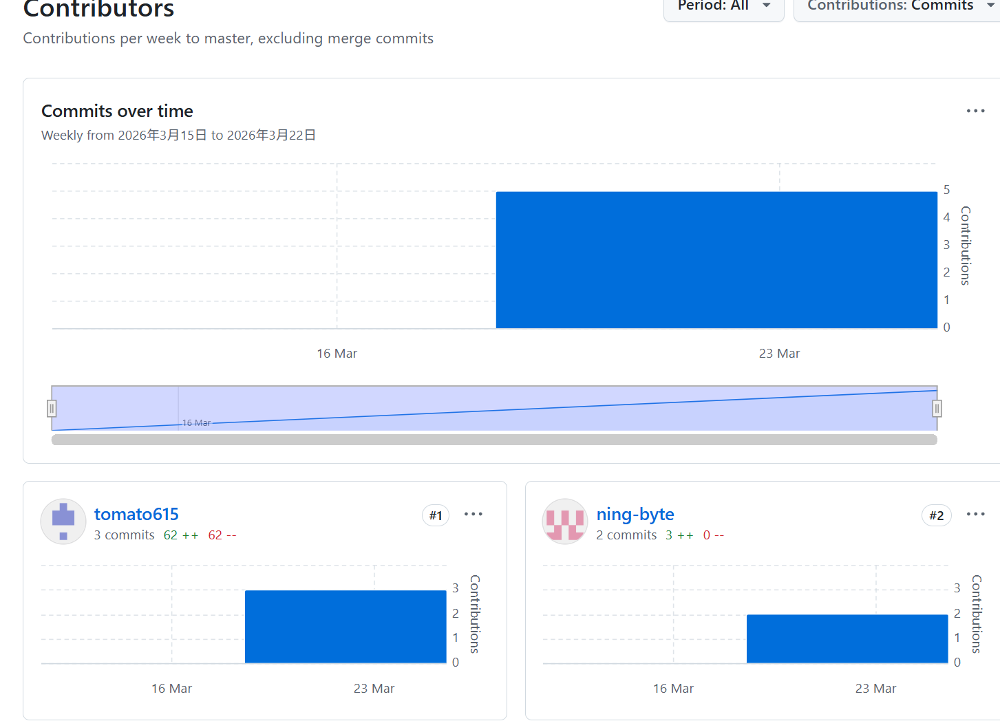 Contributors
Period: All
Contributions: Commits
Contributions per week to master, excluding merge commits
Commits over time
Weekly from 2026年3月15日 to 2026年3月22日
5
4
3
2
1
0
Contributions
16 Mar
23 Mar
16 Mar
tomato615
#1
3 commits 62 ++ 62 --
3
2
1
0
Contributions
16 Mar
23 Mar
ning-byte
#2
2 commits 3 ++ 0 --
3
2
1
0
Contributions
16 Mar
23 Mar